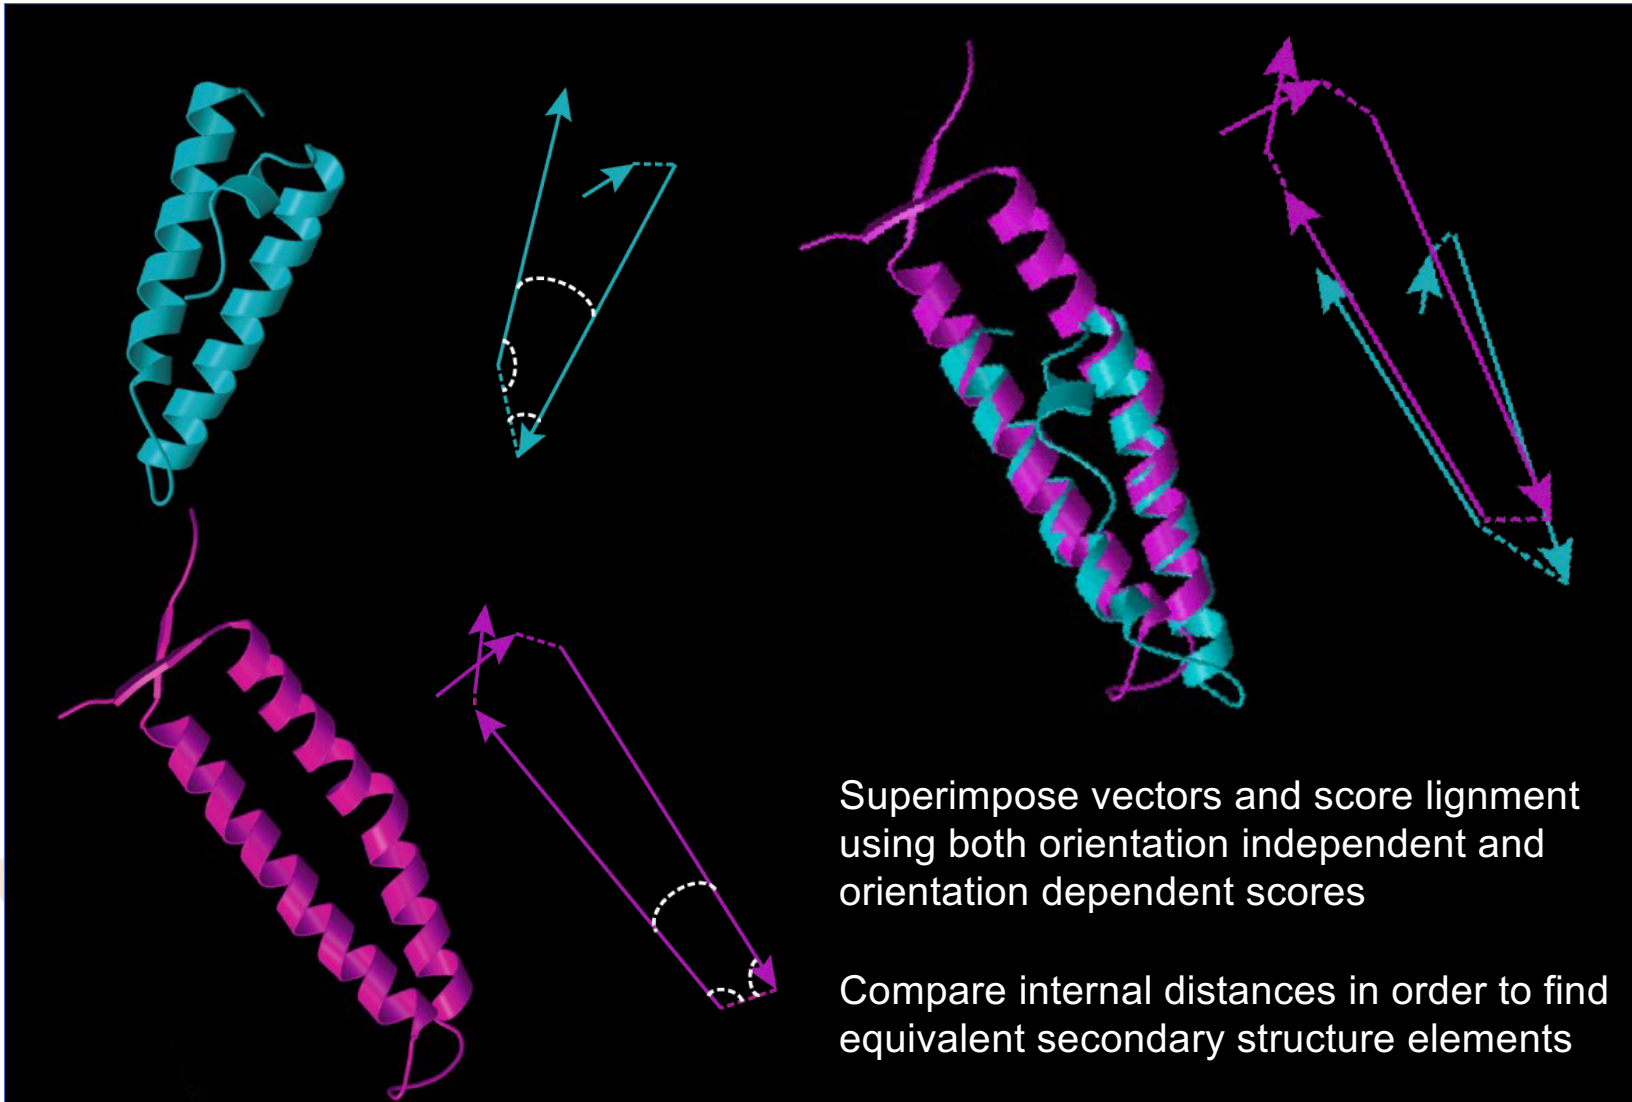 Superimpose vectors and score lignment
using both orientation independent and
orientation dependent scores
Compare internal distances in order to find
equivalent secondary structure elements